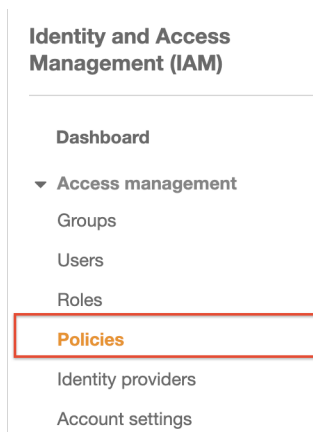 Identity and Access
Management (IAM)
Dashboard
Access management
Groups
Users
Roles
Policies
Identity providers
Account settings